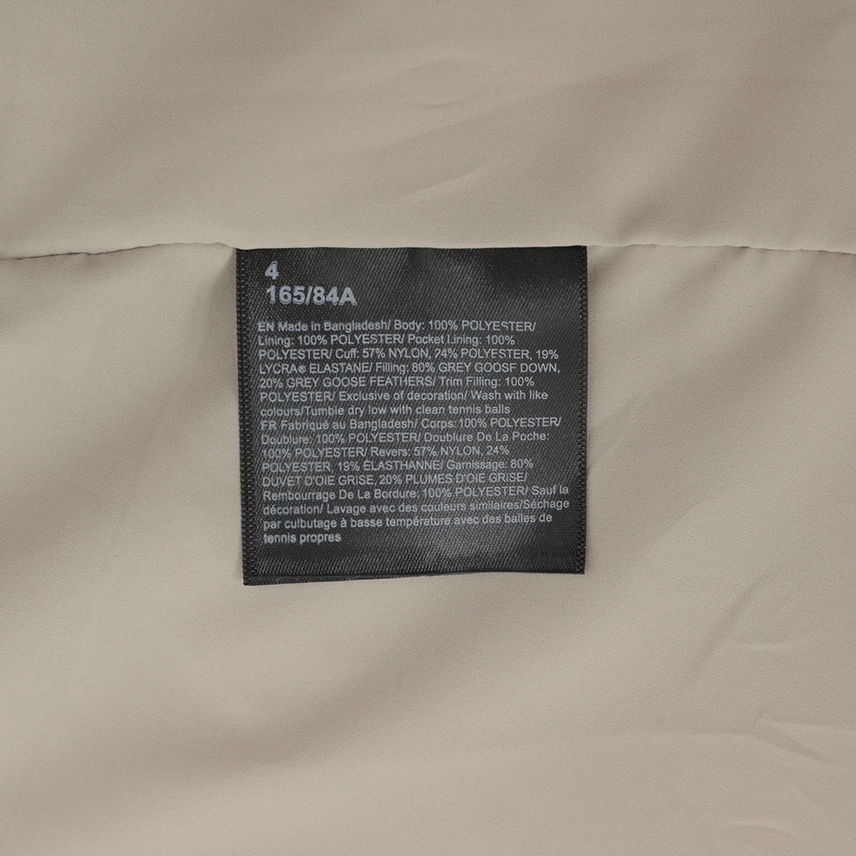 4
165/84A
EN Made in Bangladesh/ Body: 100% POLYESTER/
Lining: 100% POLYESTER/ Pocket Lining: 100%
POLYESTER/ Cuff: 57% NYLON, 24% POLYESTER, 19%
LYCRA® ELASTANE/ Filling: 80% GREY GOOSE DOWN,
20% GREY GOOSE FEATHERS/ Trim Filling: 100%
POLYESTER/ Exclusive of decoration/ Wash with like
colours/Tumble dry low with clean tennis balls
FR Fabriqué au Bangladesh/ Corps:100% POLYESTER/
Doublure: 100% POLYESTER/ Doublure De La Poche:
100% POLYESTER/ Revers: 57% NYLON, 24%
POLYESTER, 19% ÉLASTHANNE/ Garnissage: 80%
DUVET D'OIE GRISE, 20% PLUMES D'OIE GRISE/
Rembourrage De La Bordure: 100% POLYESTER/ Sauf la
décoration/ Lavage avec des couleurs similaires/Séchage
par culbutage à basse température avec des balles de
tennis propres